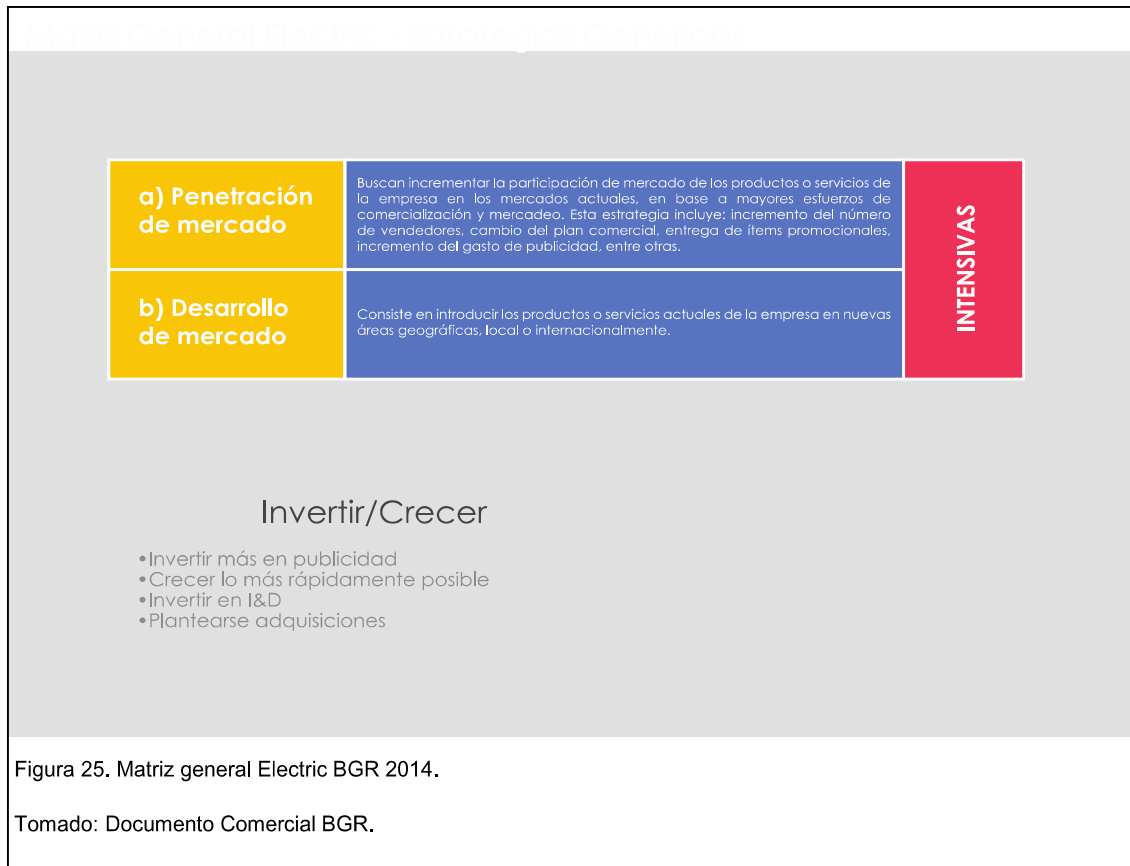 Matriz General Electric - Estrategias Genéricas
a) Penetración
de mercado
Buscan incrementar la participación de mercado de los productos o servicios de
la empresa en los mercados actuales, en base a mayores esfuerzos de
comercialización y mercadeo. Esta estrategia incluye: incremento del número
de vendedores, cambio del plan comercial, entrega de ítems promocionales,
incremento del gasto de publicidad, entre otras.
INTENSIVAS
b) Desarrollo
de mercado
Consiste en introducir los productos o servicios actuales de la empresa en nuevas
áreas geográficas, local o internacionalmente.
Invertir/Crecer
•Invertir más en publicidad
•Crecer lo más rápidamente posible
•Invertir en I&D
•Plantearse adquisiciones
Figura 25. Matriz general Electric BGR 2014.
Tomado: Documento Comercial BGR.